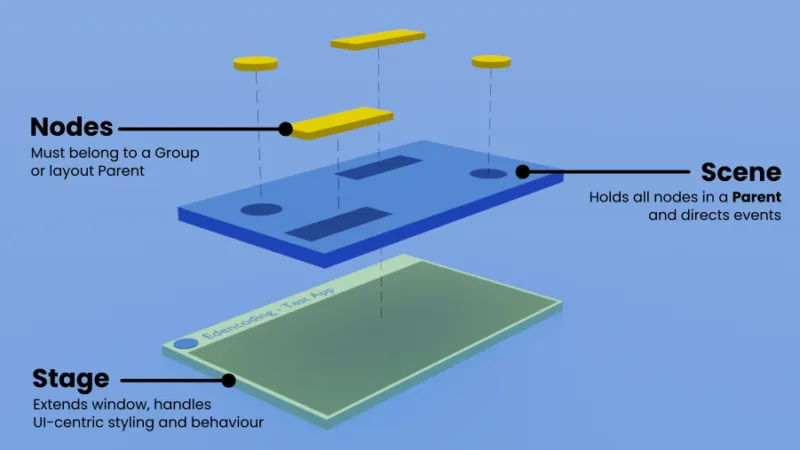 Nodes
Must belong to a Group
or layout Parent
Scene
Holds all nodes in a Parent
and directs events
Edencoding - Test App
Stage
Extends window, handles
UI-centric styling and behaviour